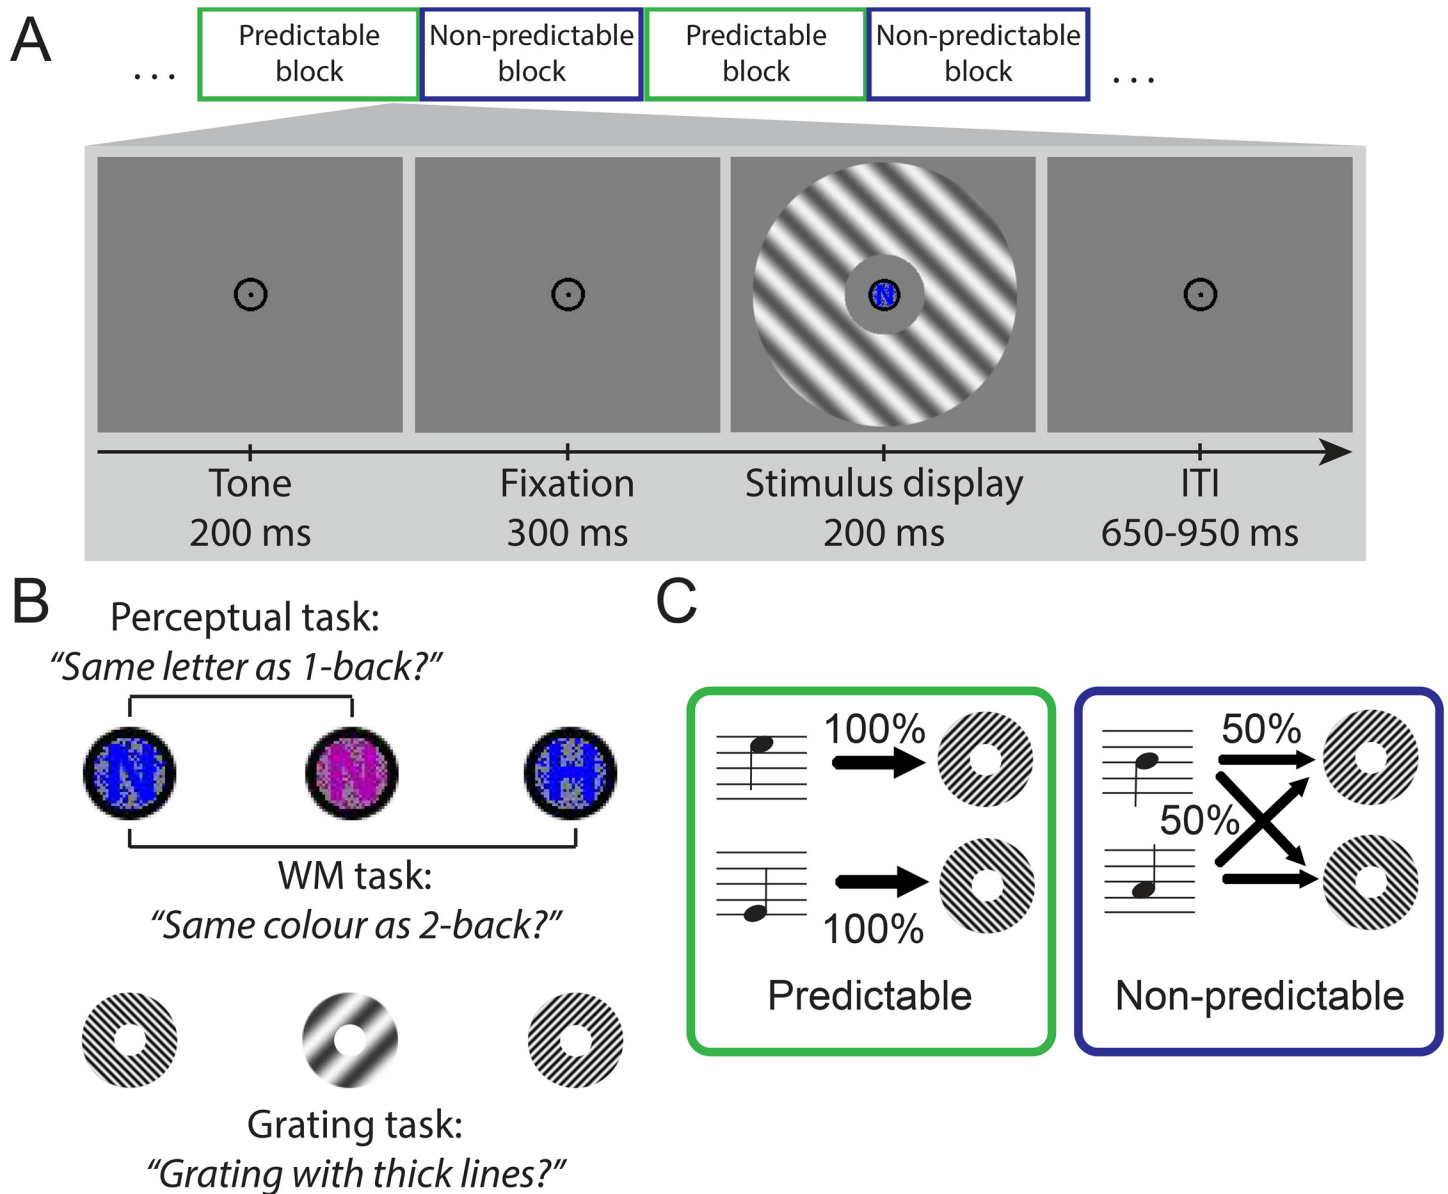 A
... Predictable block
Non-predictable block
Predictable block
Non-predictable block ...
N
Tone
200 ms
Fixation
300 ms
Stimulus display
200 ms
ITI
650-950 ms
B
Perceptual task:
“Same letter as 1-back?”
N N H
WM task:
“Same colour as 2-back?”
Grating task:
“Grating with thick lines?”
C
100%
100%
Predictable
50%
50%
Non-predictable